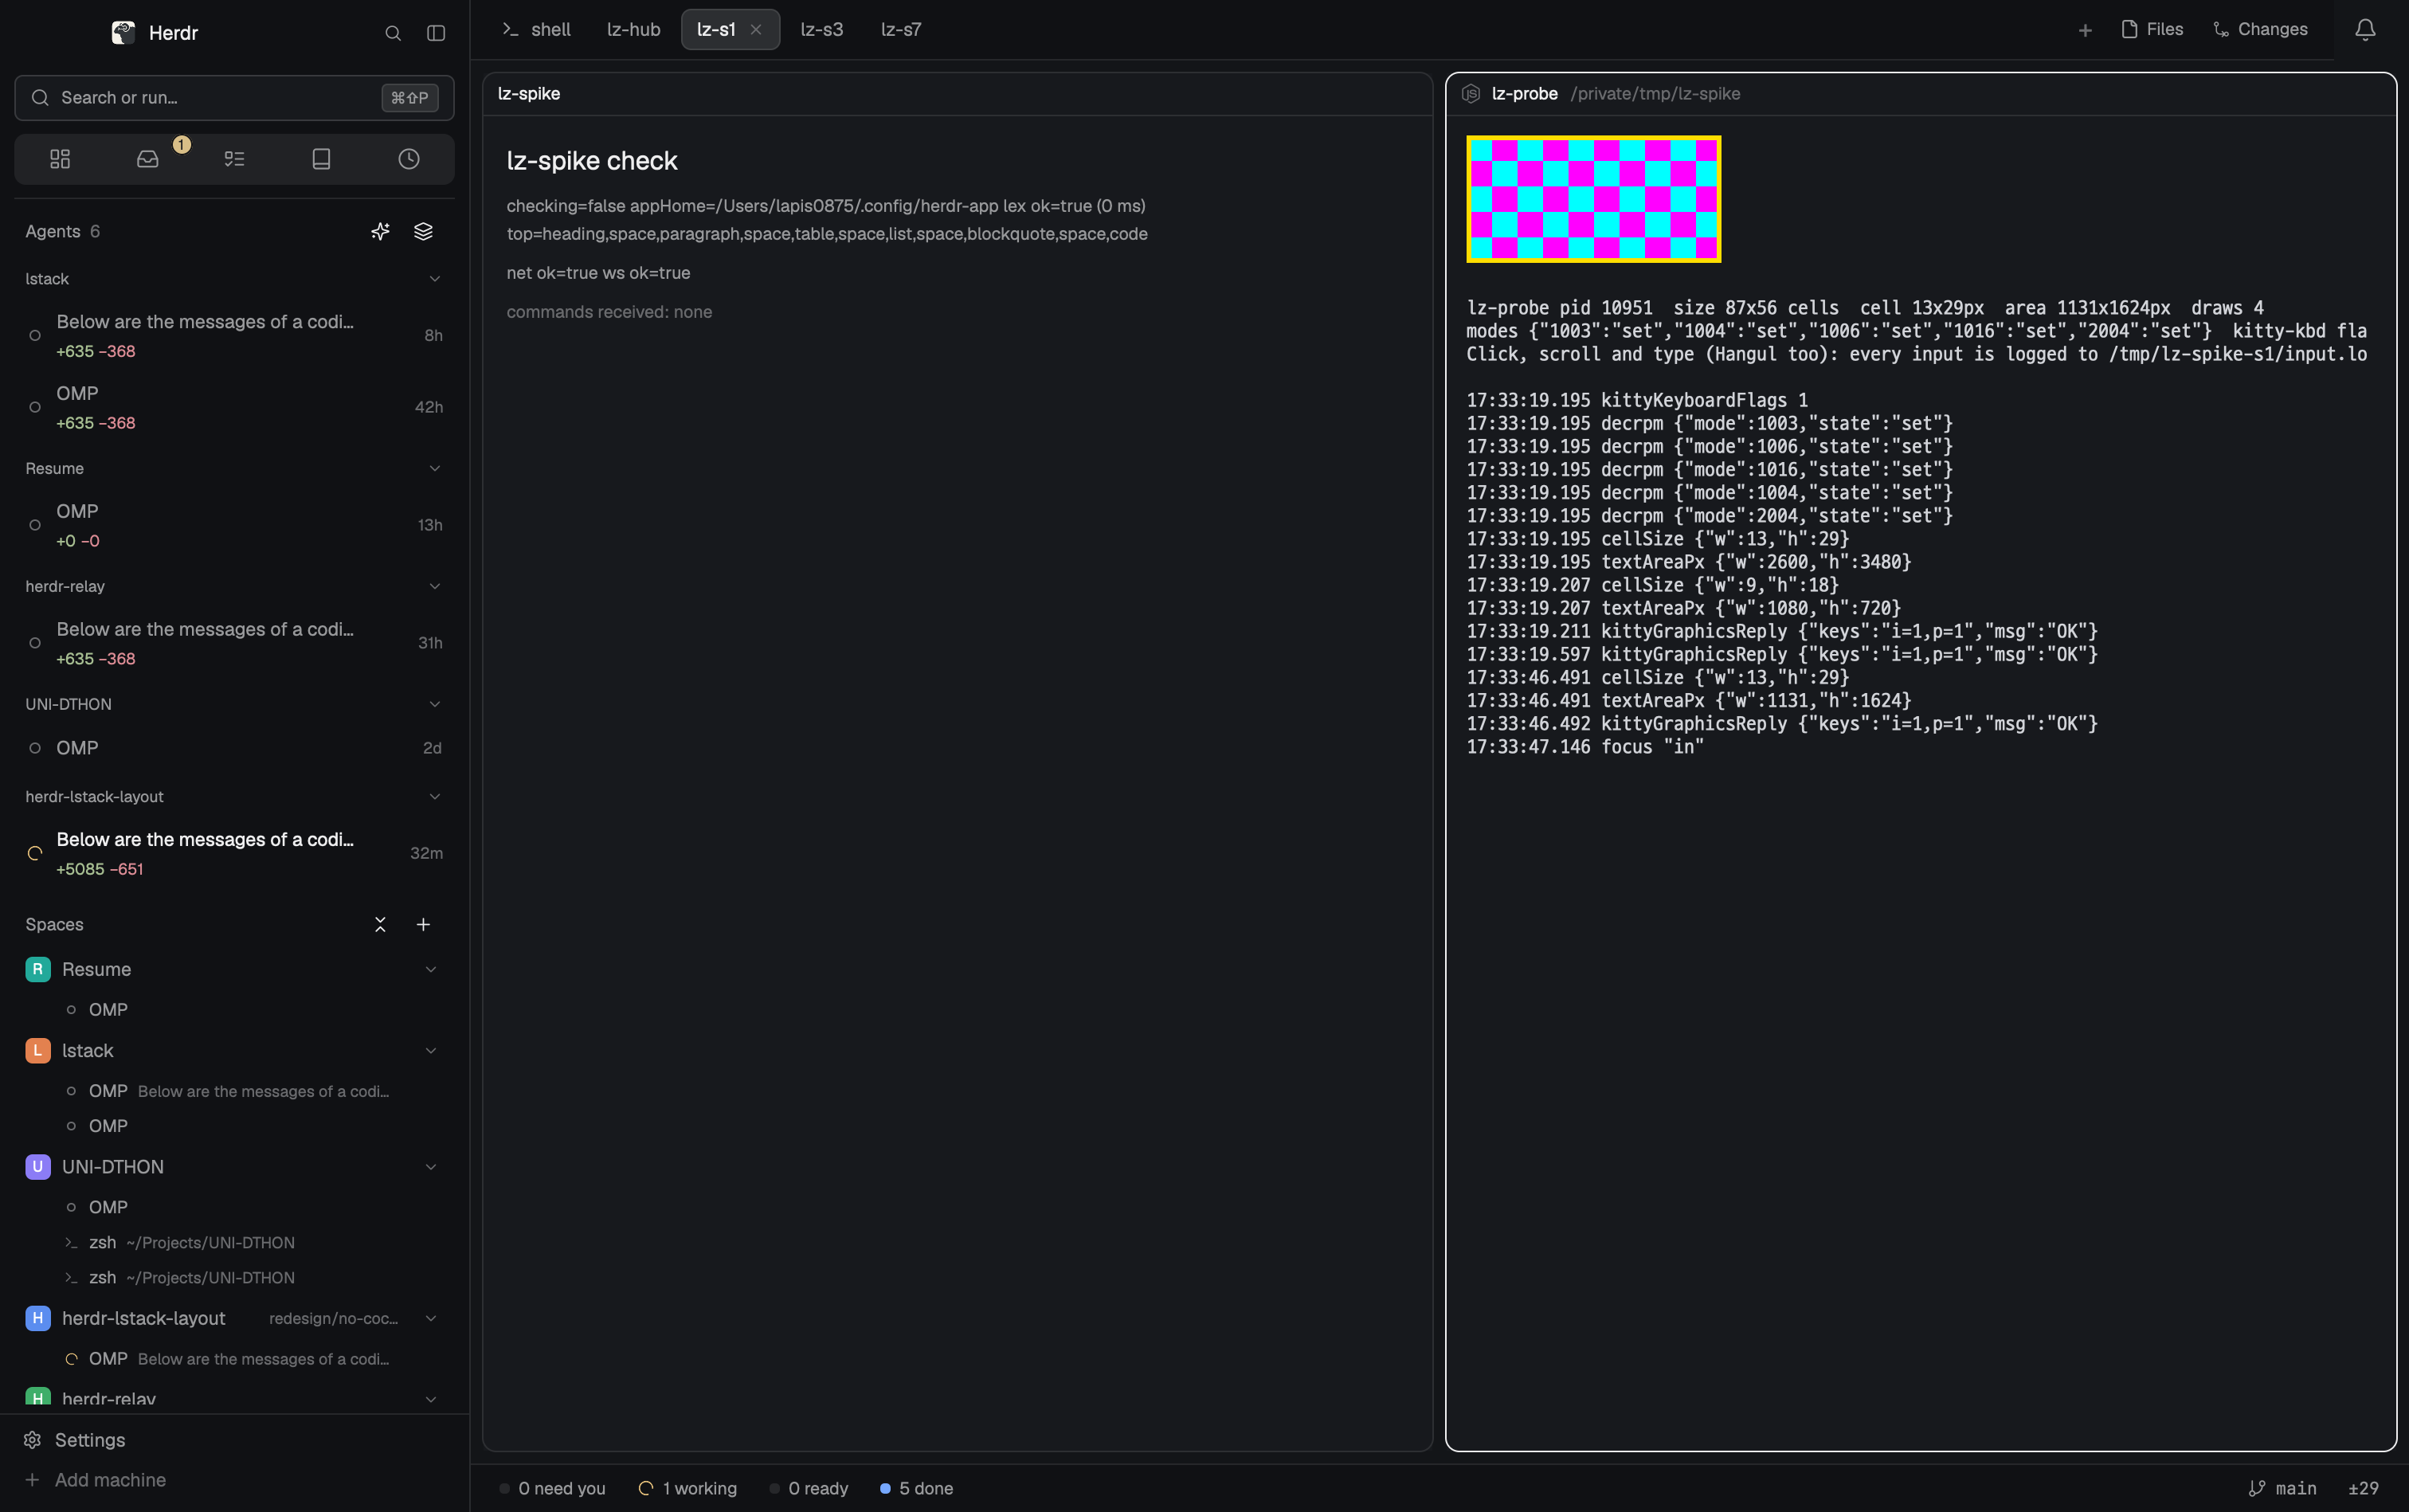 Herdr
Search or run...
⌘⇧P
1
Agents 6
lstack
Below are the messages of a codi...
8h
+635 −368
OMP
42h
+635 −368
Resume
OMP
13h
+0 −0
herdr-relay
Below are the messages of a codi...
31h
+635 −368
UNI-DTHON
OMP
2d
herdr-lstack-layout
Below are the messages of a codi...
32m
+5085 −651
Spaces
R Resume
OMP
L lstack
OMP Below are the messages of a codi...
OMP
U UNI-DTHON
OMP
zsh ~/Projects/UNI-DTHON
zsh ~/Projects/UNI-DTHON
H herdr-lstack-layout redesign/no-coc...
OMP Below are the messages of a codi...
H herdr-relay
Settings
Add machine
shell lz-hub lz-s1 lz-s3 lz-s7
Files Changes
lz-spike
lz-spike check
checking=false appHome=/Users/lapis0875/.config/herdr-app lex ok=true (0 ms)
top=heading,space,paragraph,space,table,space,list,space,blockquote,space,code
net ok=true ws ok=true
commands received: none
JS lz-probe /private/tmp/lz-spike
lz-probe pid 10951 size 87x56 cells cell 13x29px area 1131x1624px draws 4
modes {"1003":"set","1004":"set","1006":"set","1016":"set","2004":"set"} kitty-kbd fla
Click, scroll and type (Hangul too): every input is logged to /tmp/lz-spike-s1/input.lo
17:33:19.195 kittyKeyboardFlags 1
17:33:19.195 decrpm {"mode":1003,"state":"set"}
17:33:19.195 decrpm {"mode":1006,"state":"set"}
17:33:19.195 decrpm {"mode":1016,"state":"set"}
17:33:19.195 decrpm {"mode":1004,"state":"set"}
17:33:19.195 decrpm {"mode":2004,"state":"set"}
17:33:19.195 cellSize {"w":13,"h":29}
17:33:19.195 textAreaPx {"w":2600,"h":3480}
17:33:19.207 cellSize {"w":9,"h":18}
17:33:19.207 textAreaPx {"w":1080,"h":720}
17:33:19.211 kittyGraphicsReply {"keys":"i=1,p=1","msg":"OK"}
17:33:19.597 kittyGraphicsReply {"keys":"i=1,p=1","msg":"OK"}
17:33:46.491 cellSize {"w":13,"h":29}
17:33:46.491 textAreaPx {"w":1131,"h":1624}
17:33:46.492 kittyGraphicsReply {"keys":"i=1,p=1","msg":"OK"}
17:33:47.146 focus "in"
0 need you 1 working 0 ready 5 done
main ±29